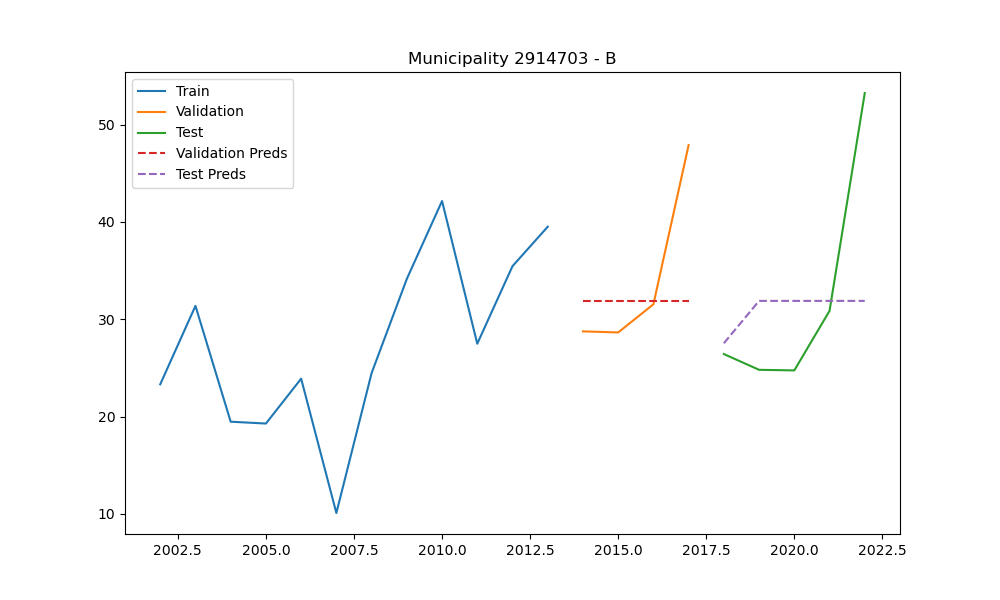 Municipality 2914703 - B
Train
Validation
Test
Validation Preds
Test Preds
50
40
30
20
10
2002.5 2005.0 2007.5 2010.0 2012.5 2015.0 2017.5 2020.0 2022.5